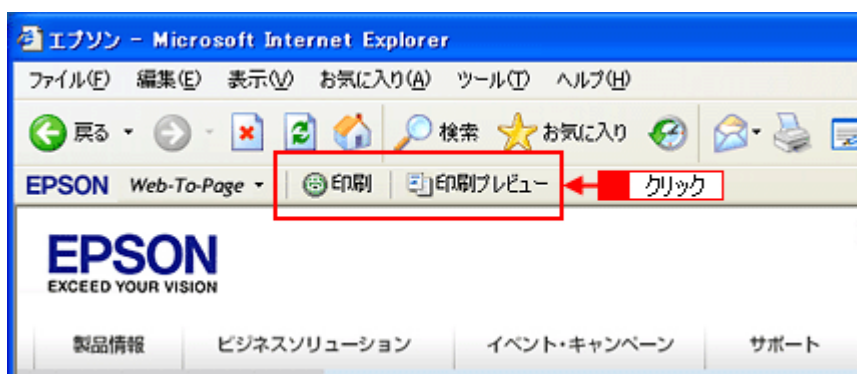 エプソン - Microsoft Internet Explorer
ファイル(F) 編集(E) 表示(V) お気に入り(A) ツール(T) ヘルプ(H)
戻る 検索 お気に入り
EPSON Web-To-Page 印刷 印刷プレビュー クリック
EPSON
EXCEED YOUR VISION
製品情報 ビジネスソリューション イベント・キャンペーン サポート